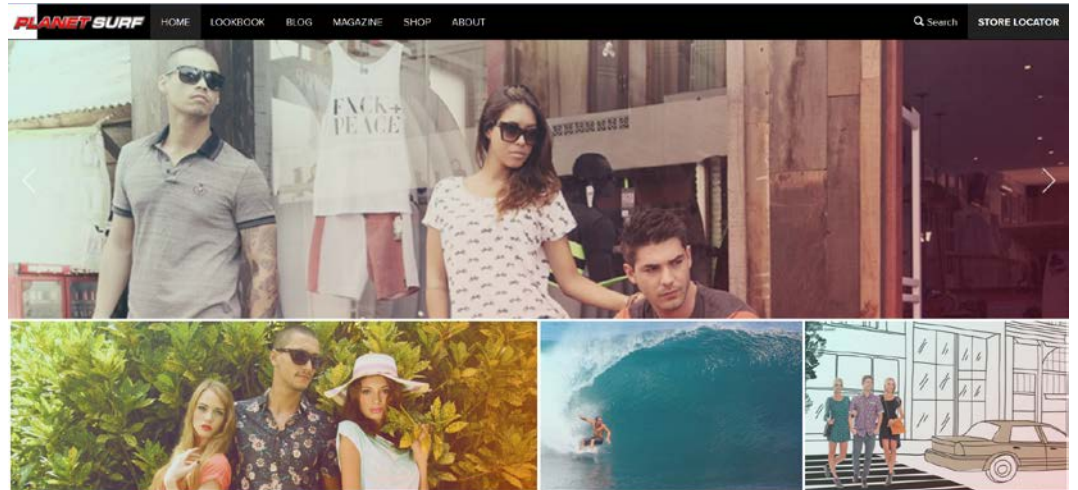 PLANET SURF HOME LOOKBOOK BLOG MAGAZINE SHOP ABOUT Search STORE LOCATOR
FXCK+
PEACE